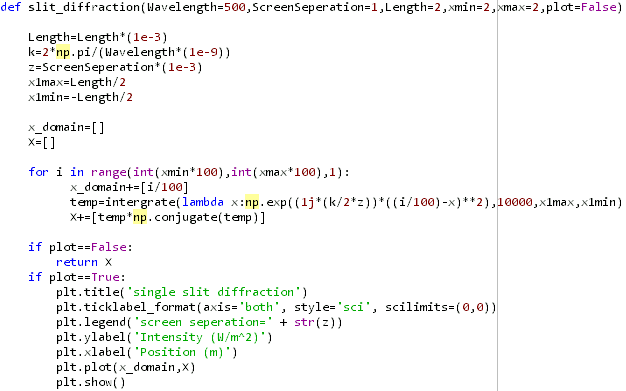 def slit_diffraction(Wavelength=500,ScreenSeperation=1,Length=2,xmin=2,xmax=2,plot=False)
Length=Length*(1e-3)
k=2*np.pi/(Wavelength*(1e-9))
z=ScreenSeperation*(1e-3)
x1max=Length/2
x1min=-Length/2
x_domain=[]
X=[]
for i in range(int(xmin*100),int(xmax*100),1):
x_domain+=[i/100]
temp=intergrate(lambda x:np.exp((1j*(k/2*z))*((i/100)-x)**2),10000,x1max,x1min)
X+=[temp*np.conjugate(temp)]
if plot==False:
return X
if plot==True:
plt.title('single slit diffraction')
plt.ticklabel_format(axis='both', style='sci', scilimits=(0,0))
plt.legend('screen seperation=' + str(z))
plt.ylabel('Intensity (W/m^2)')
plt.xlabel('Position (m)')
plt.plot(x_domain,X)
plt.show()